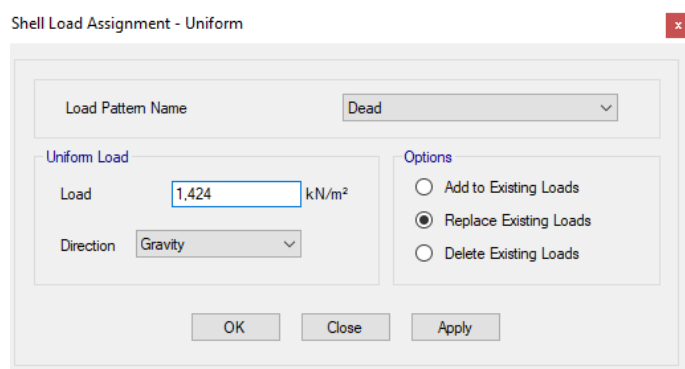 Shell Load Assignment - Uniform
x
Load Pattern Name
Dead
Uniform Load
Load
1,424
kN/m²
Direction
Gravity
Options
Add to Existing Loads
Replace Existing Loads
Delete Existing Loads
OK
Close
Apply